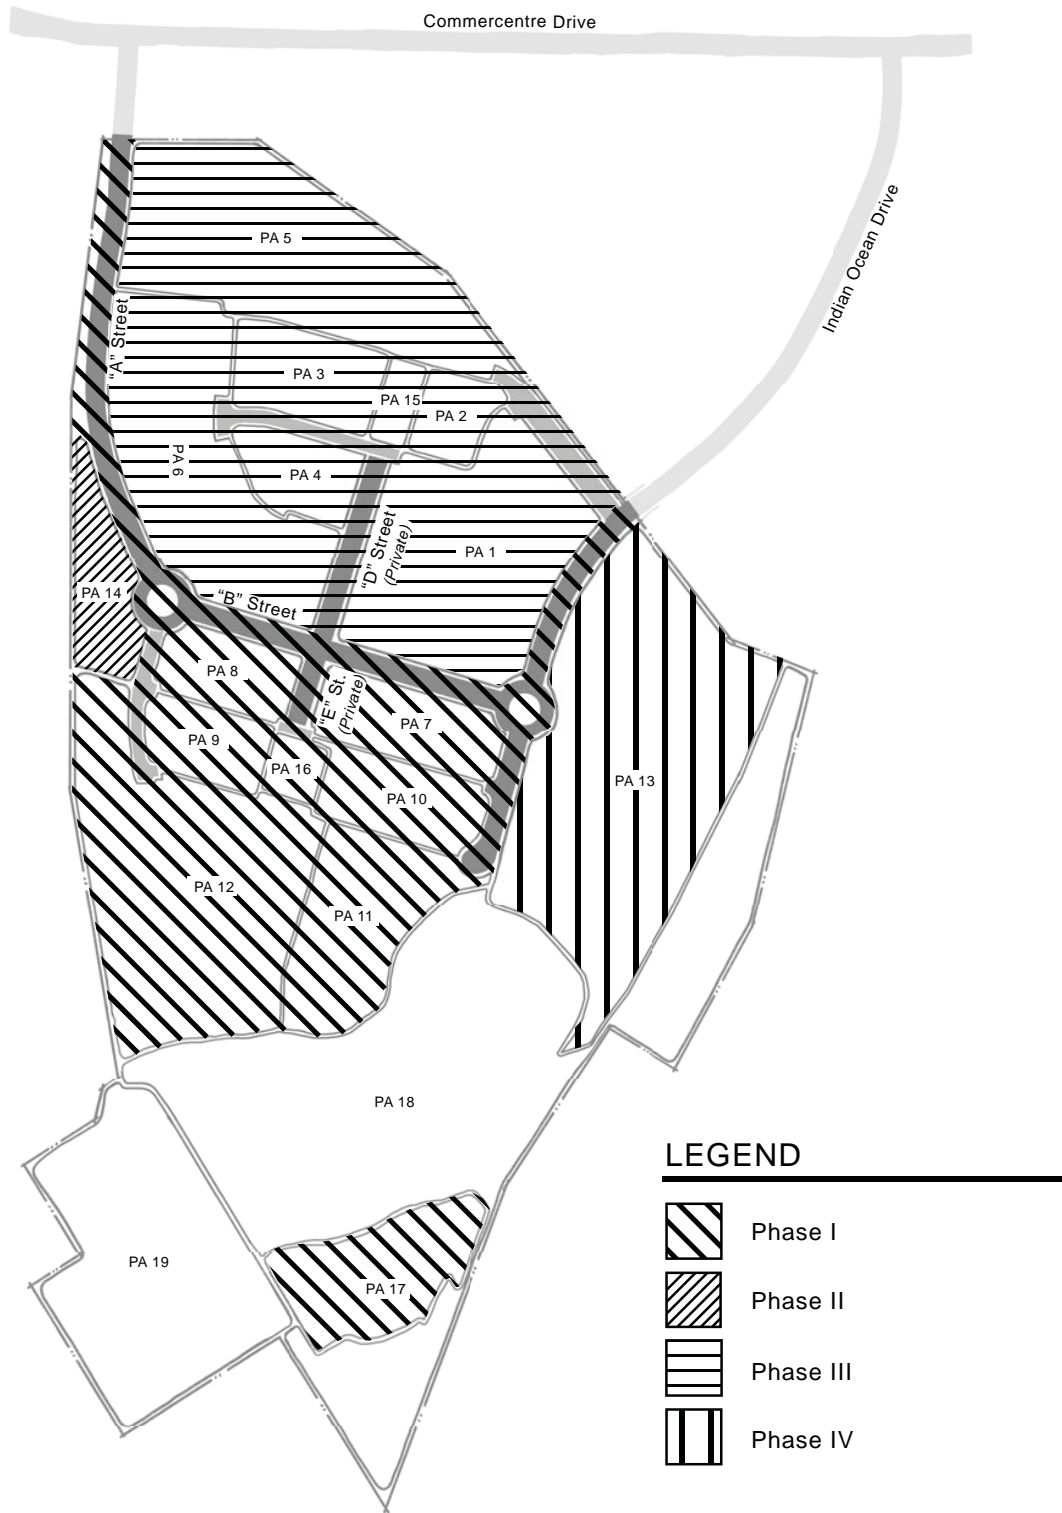 Commercentre Drive
Indian Ocean Drive
PA 5
"A" Street
PA 3
PA 15
PA 2
PA 6
PA 4
"D" Street
(Private)
PA 1
PA 14
"B" Street
PA 8
"E" St.
(Private)
PA 7
PA 9
PA 16
PA 13
PA 10
PA 12
PA 11
PA 18
PA 19
PA 17
LEGEND
Phase I
Phase II
Phase III
Phase IV